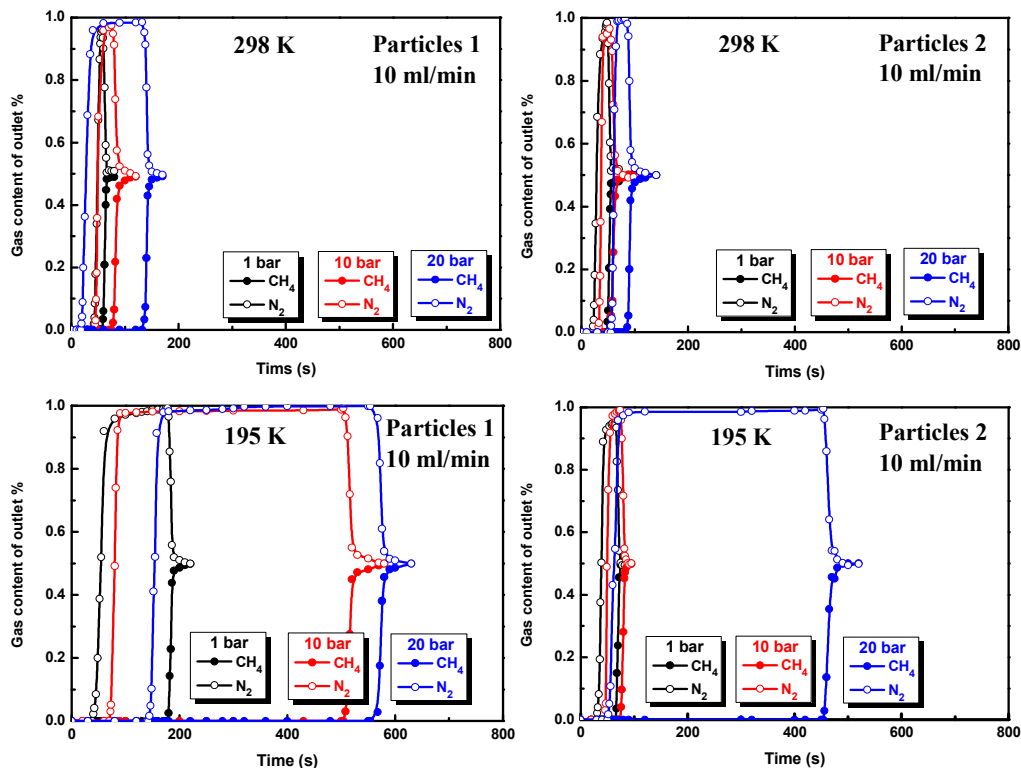 298 K
Particles 1
10 ml/min
Gas content of outlet %
1.0
0.8
0.6
0.4
0.2
0.0
1 bar
CH4
N2
10 bar
CH4
N2
20 bar
CH4
N2
0
200
400
600
800
Tims (s)
298 K
Particles 2
10 ml/min
Gas content of outlet %
1.0
0.8
0.6
0.4
0.2
0.0
1 bar
CH4
N2
10 bar
CH4
N2
20 bar
CH4
N2
0
200
400
600
800
Time (s)
195 K
Particles 1
10 ml/min
Gas content of outlet %
1.0
0.8
0.6
0.4
0.2
0.0
1 bar
CH4
N2
10 bar
CH4
N2
20 bar
CH4
N2
0
200
400
600
800
Time (s)
195 K
Particles 2
10 ml/min
Gas content of outlet %
1.0
0.8
0.6
0.4
0.2
0.0
1 bar
CH4
N2
10 bar
CH4
N2
20 bar
CH4
N2
0
200
400
600
800
Time (s)